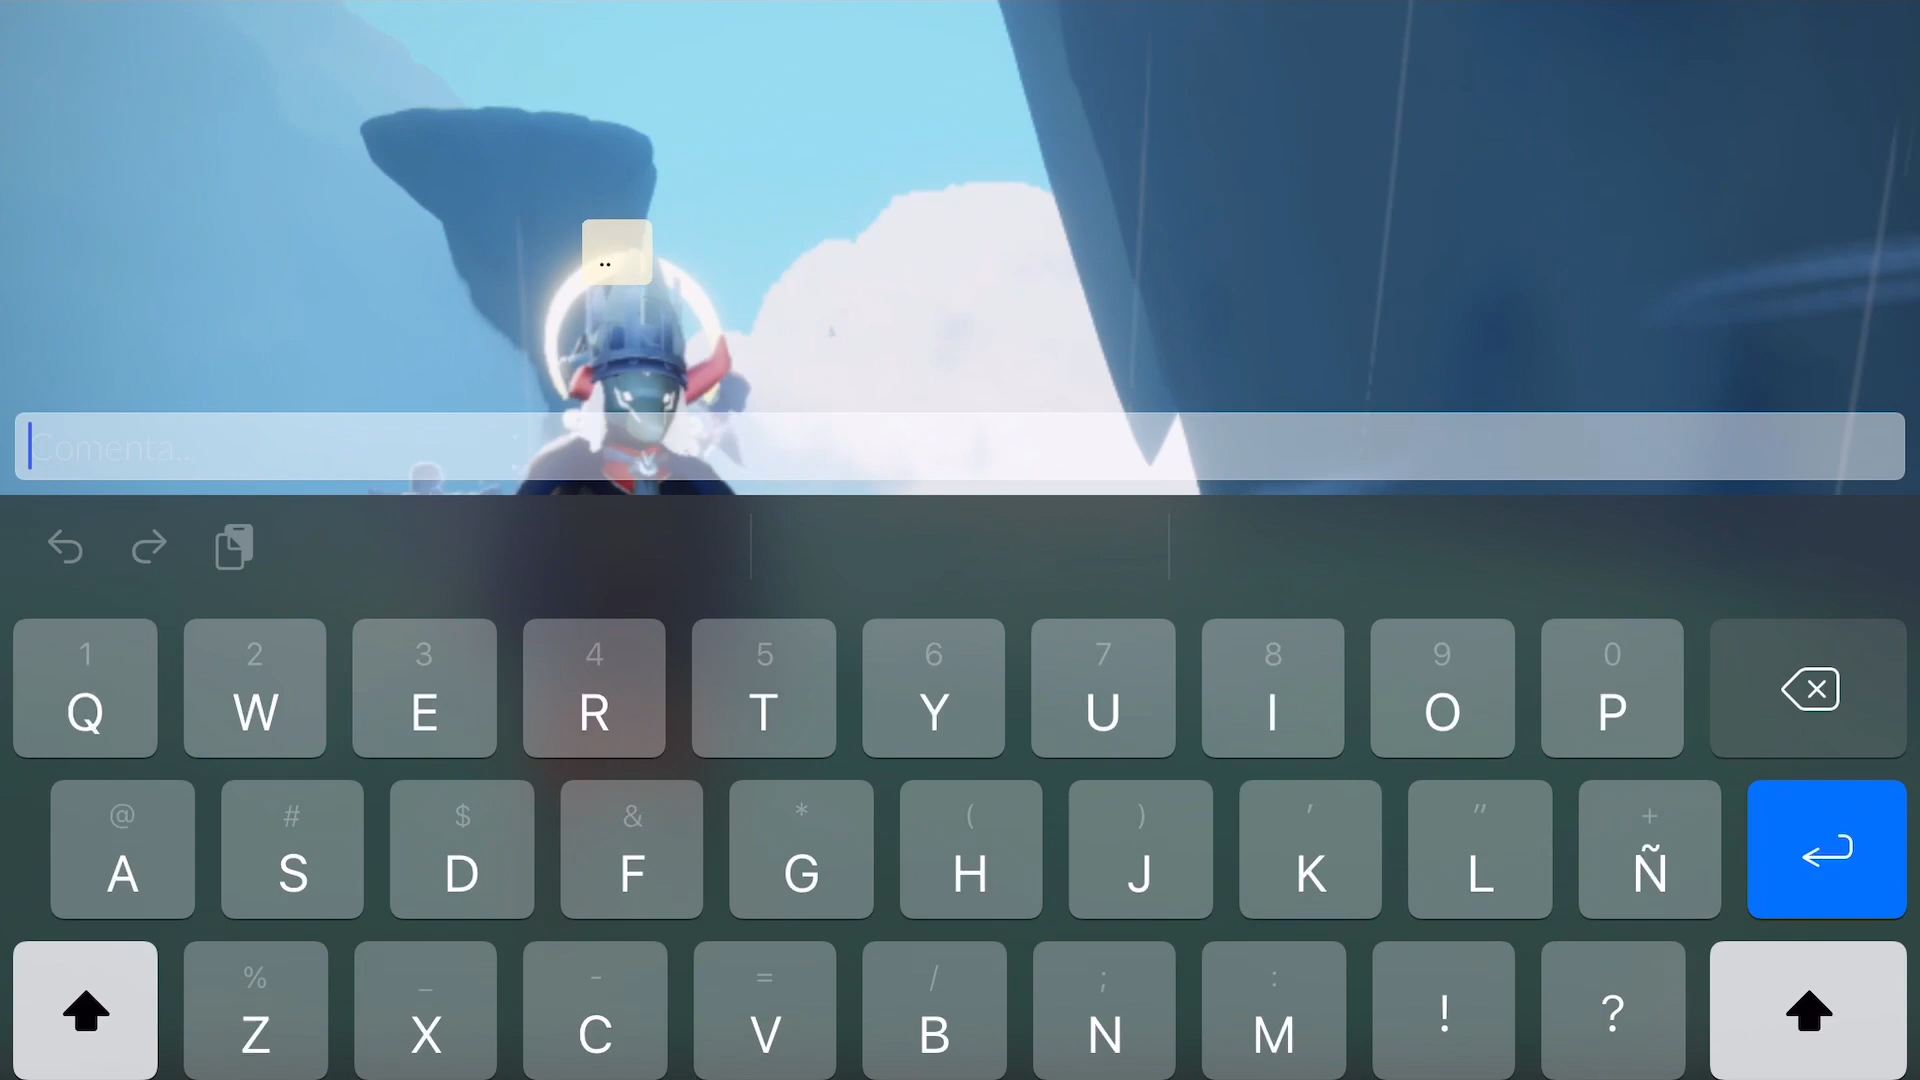 ..
Comenta...
1 2 3 4 5 6 7 8 9 0
Q W E R T Y U I O P
@ # $ & * ( ) ' " +
A S D F G H J K L Ñ
% _ - = / ; :
Z X C V B N M ! ?